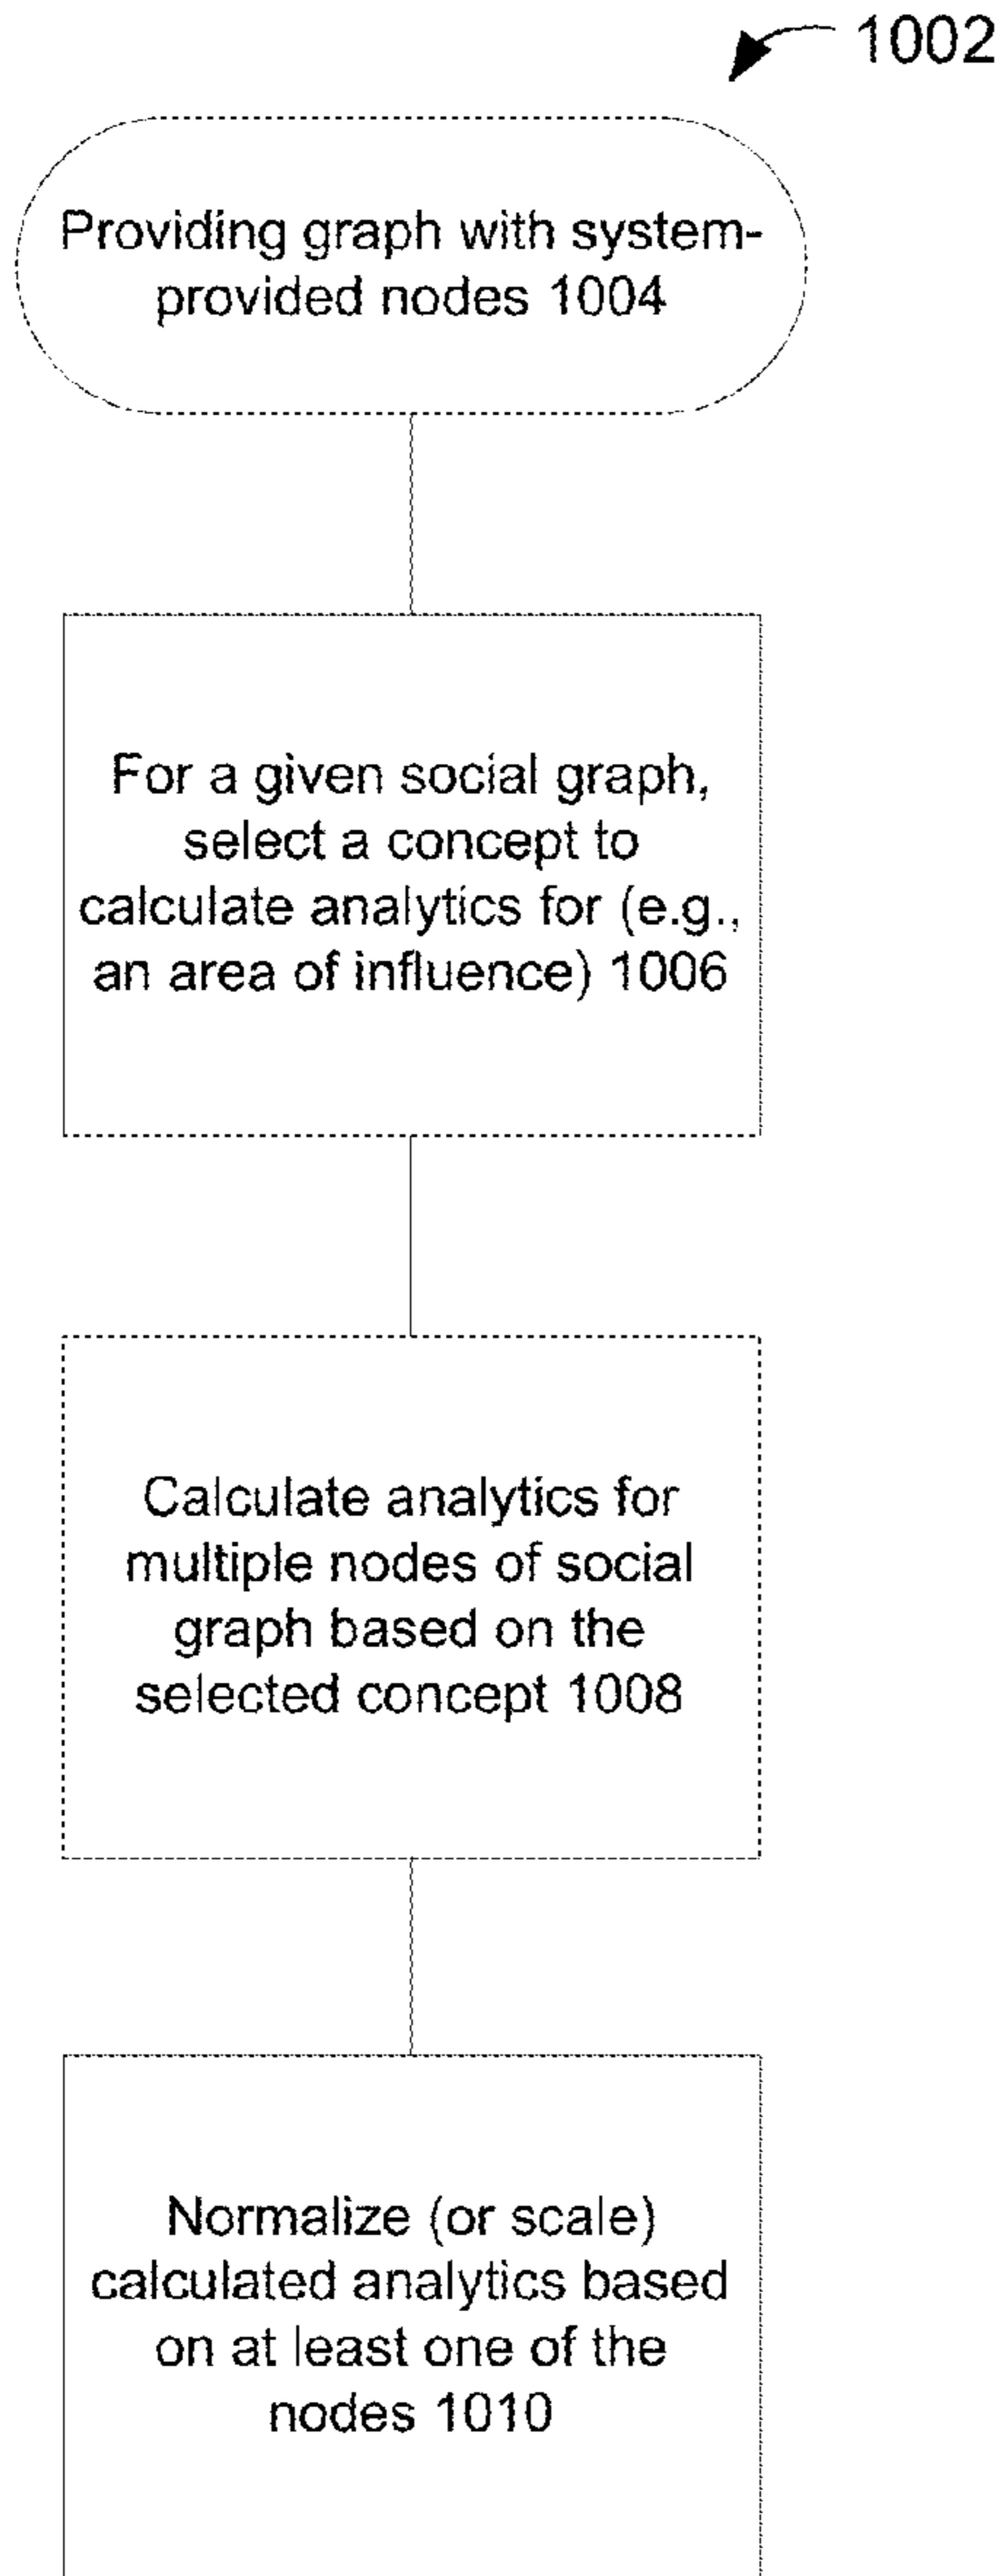 1002
Providing graph with system-
provided nodes 1004
For a given social graph,
select a concept to
calculate analytics for (e.g.,
an area of influence) 1006
Calculate analytics for
multiple nodes of social
graph based on the
selected concept 1008
Normalize (or scale)
calculated analytics based
on at least one of the
nodes 1010